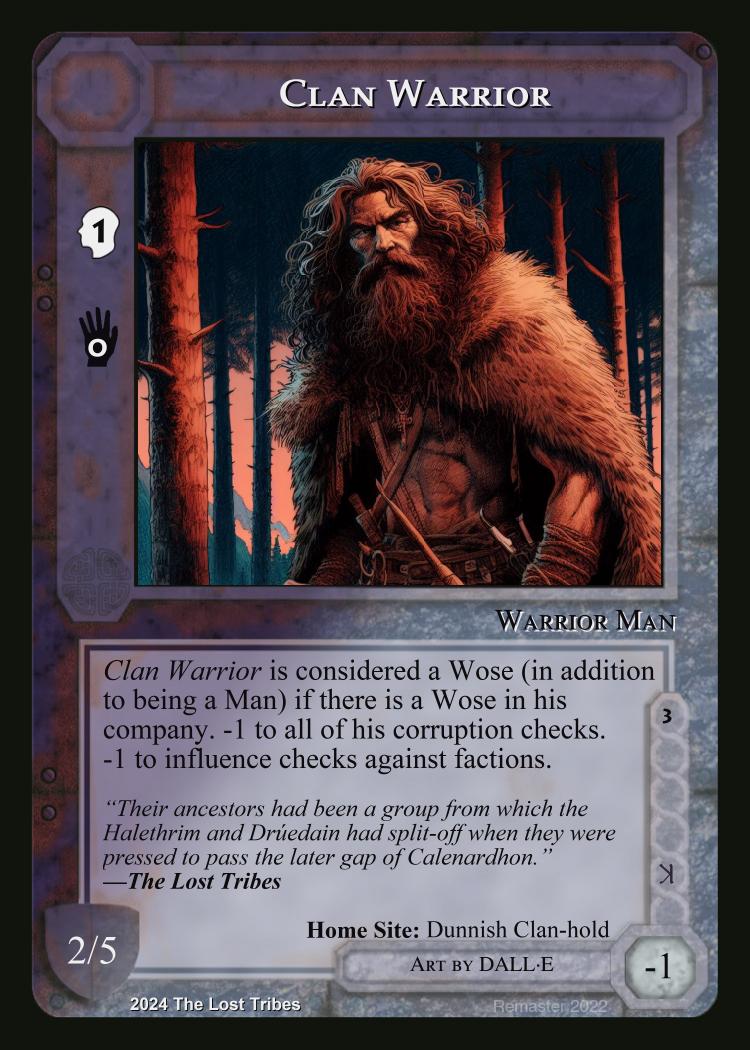 Clan Warrior
1
0
Warrior Man
Clan Warrior is considered a Wose (in addition
to being a Man) if there is a Wose in his
company. -1 to all of his corruption checks.
-1 to influence checks against factions.
3
“Their ancestors had been a group from which the
Halethrim and Drúedain had split-off when they were
pressed to pass the later gap of Calenardhon.”
—The Lost Tribes
Home Site: Dunnish Clan-hold
2/5
Art by DALL·E
-1
2024 The Lost Tribes
Remaster 2022